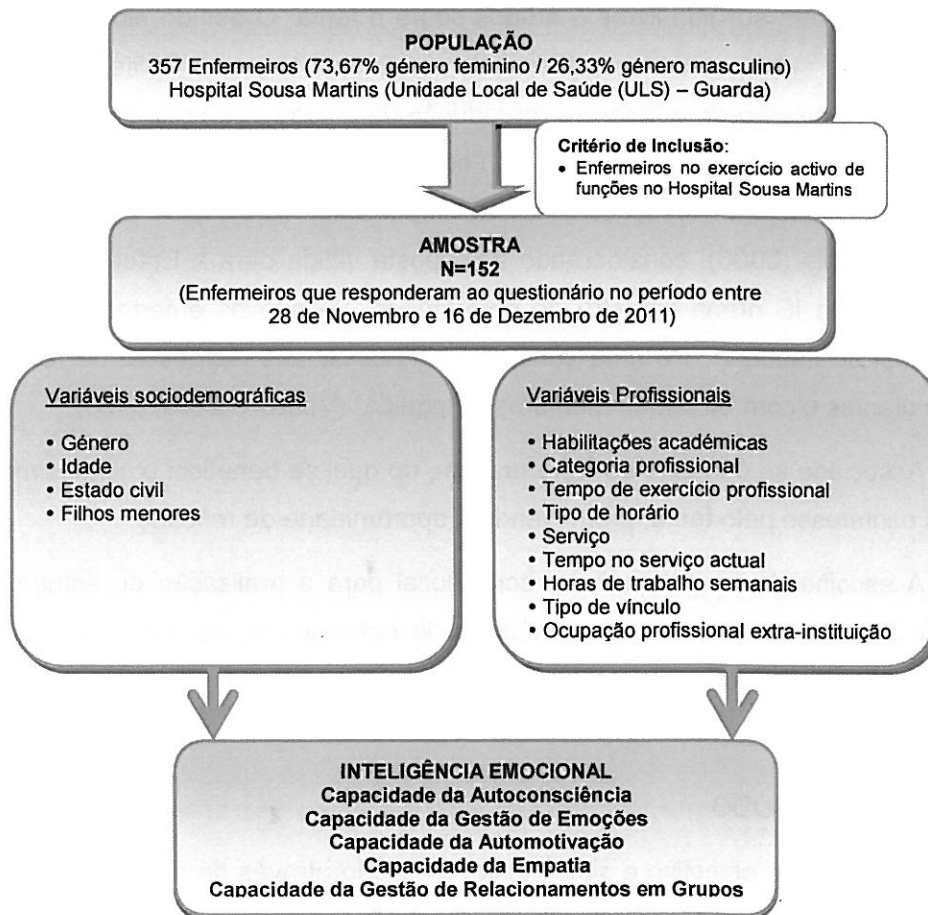 POPULAÇÃO
357 Enfermeiros (73,67% género feminino / 26,33% género masculino)
Hospital Sousa Martins (Unidade Local de Saúde (ULS) – Guarda)
Critério de Inclusão:
• Enfermeiros no exercício activo de
funções no Hospital Sousa Martins
AMOSTRA
N=152
(Enfermeiros que responderam ao questionário no período entre
28 de Novembro e 16 de Dezembro de 2011)
Variáveis sociodemográficas
• Género
• Idade
• Estado civil
• Filhos menores
Variáveis Profissionais
• Habilitações académicas
• Categoria profissional
• Tempo de exercício profissional
• Tipo de horário
• Serviço
• Tempo no serviço actual
• Horas de trabalho semanais
• Tipo de vínculo
• Ocupação profissional extra-instituição
INTELIGÊNCIA EMOCIONAL
Capacidade da Autoconsciência
Capacidade da Gestão de Emoções
Capacidade da Automotivação
Capacidade da Empatia
Capacidade da Gestão de Relacionamentos em Grupos